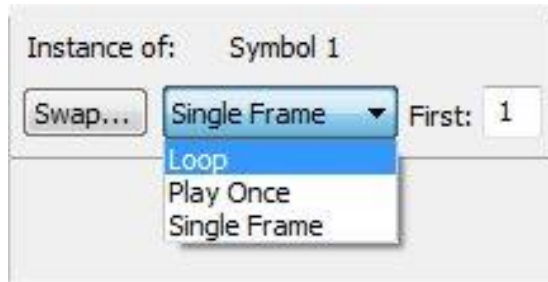 Instance of: Symbol 1
Swap... Single Frame First: 1
Loop
Play Once
Single Frame